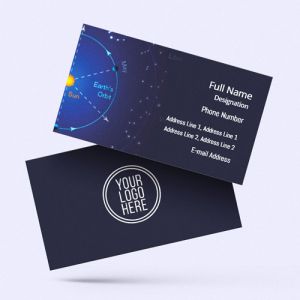 Earth's
Orbit
Sun
Full Name
Designation
Phone Number
Address Line 1, Address Line 1
Address Line 2, Address Line 2
E-mail Address
YOUR
LOGO
HERE